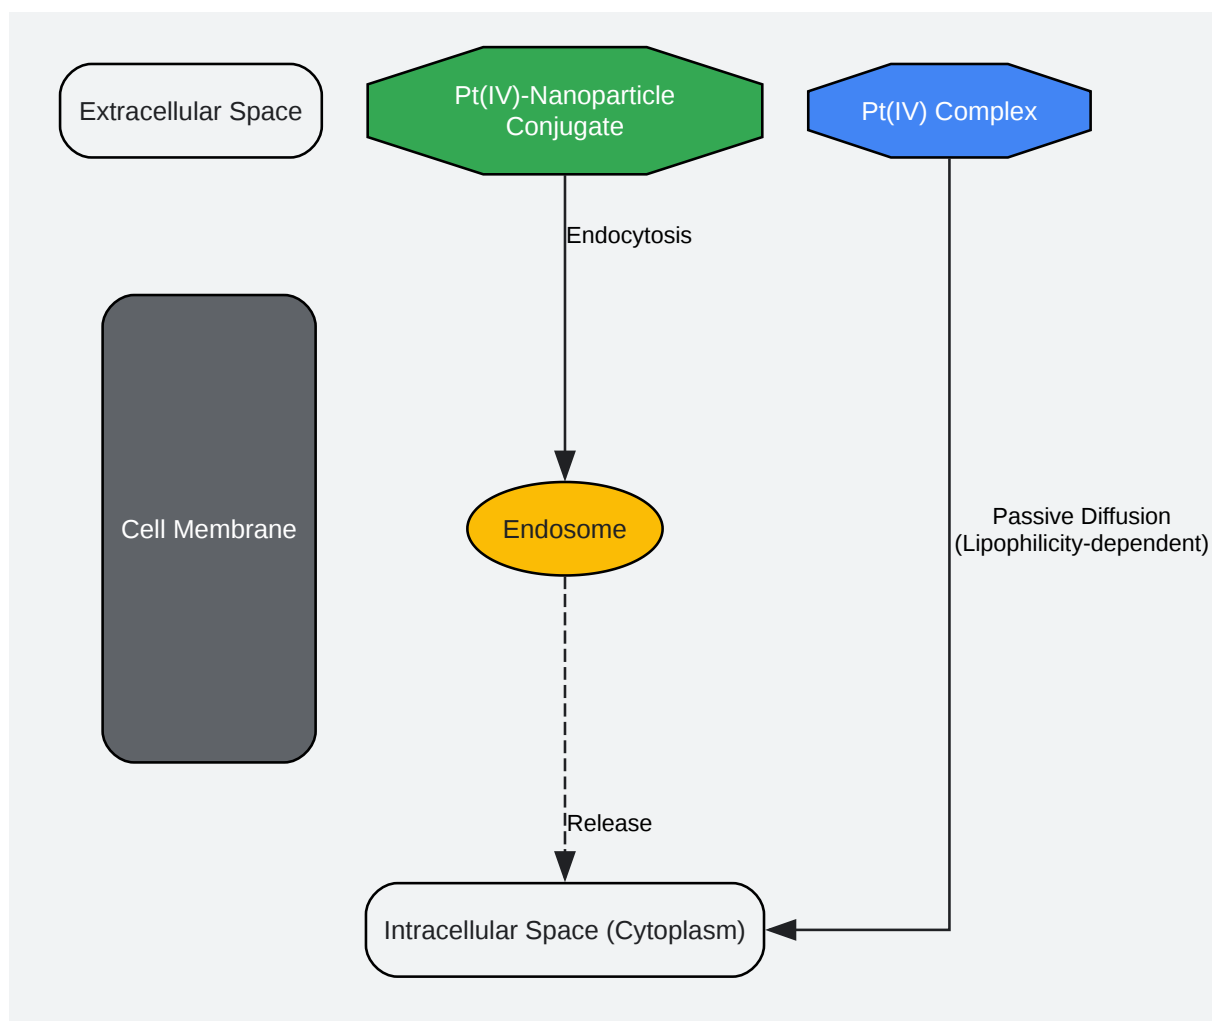 Extracellular Space
Pt(IV)-Nanoparticle
Conjugate
Pt(IV) Complex
Endocytosis
Cell Membrane
Endosome
Passive Diffusion
(Lipophilicity-dependent)
Release
Intracellular Space (Cytoplasm)